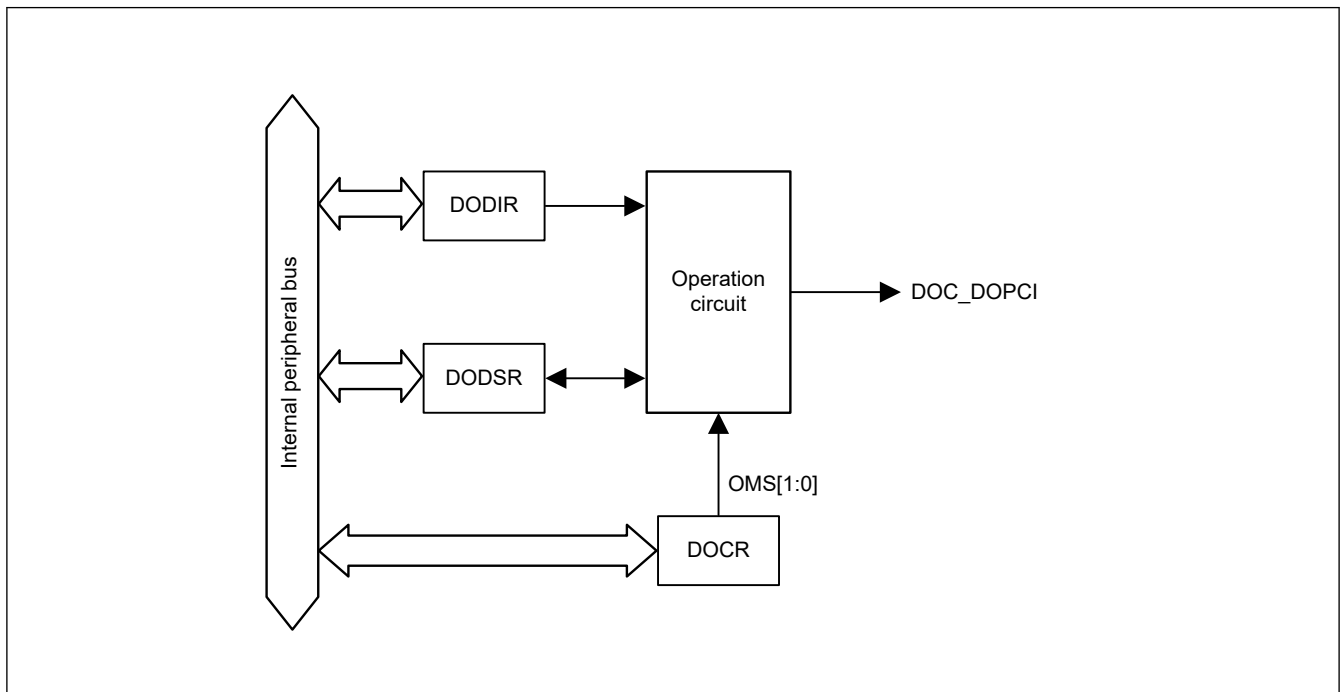 Internal peripheral bus
DODIR
Operation
circuit
DOC_DOPCI
DODSR
OMS[1:0]
DOCR